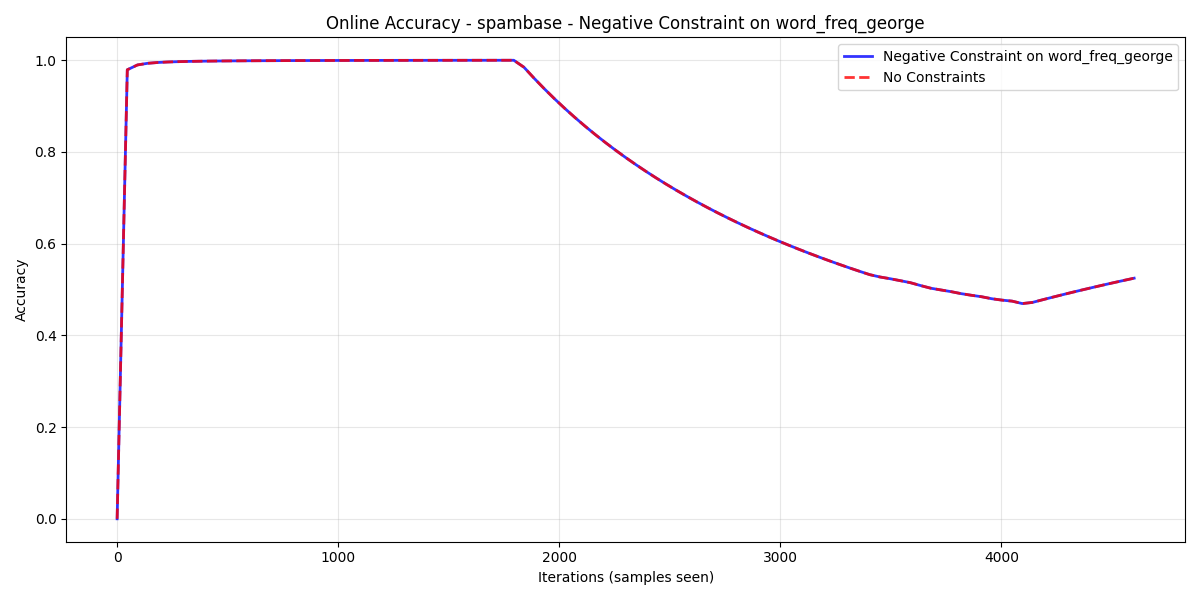 Online Accuracy - spambase - Negative Constraint on word_freq_george
Negative Constraint on word_freq_george
No Constraints
Accuracy
1.0
0.8
0.6
0.4
0.2
0.0
0 1000 2000 3000 4000
Iterations (samples seen)